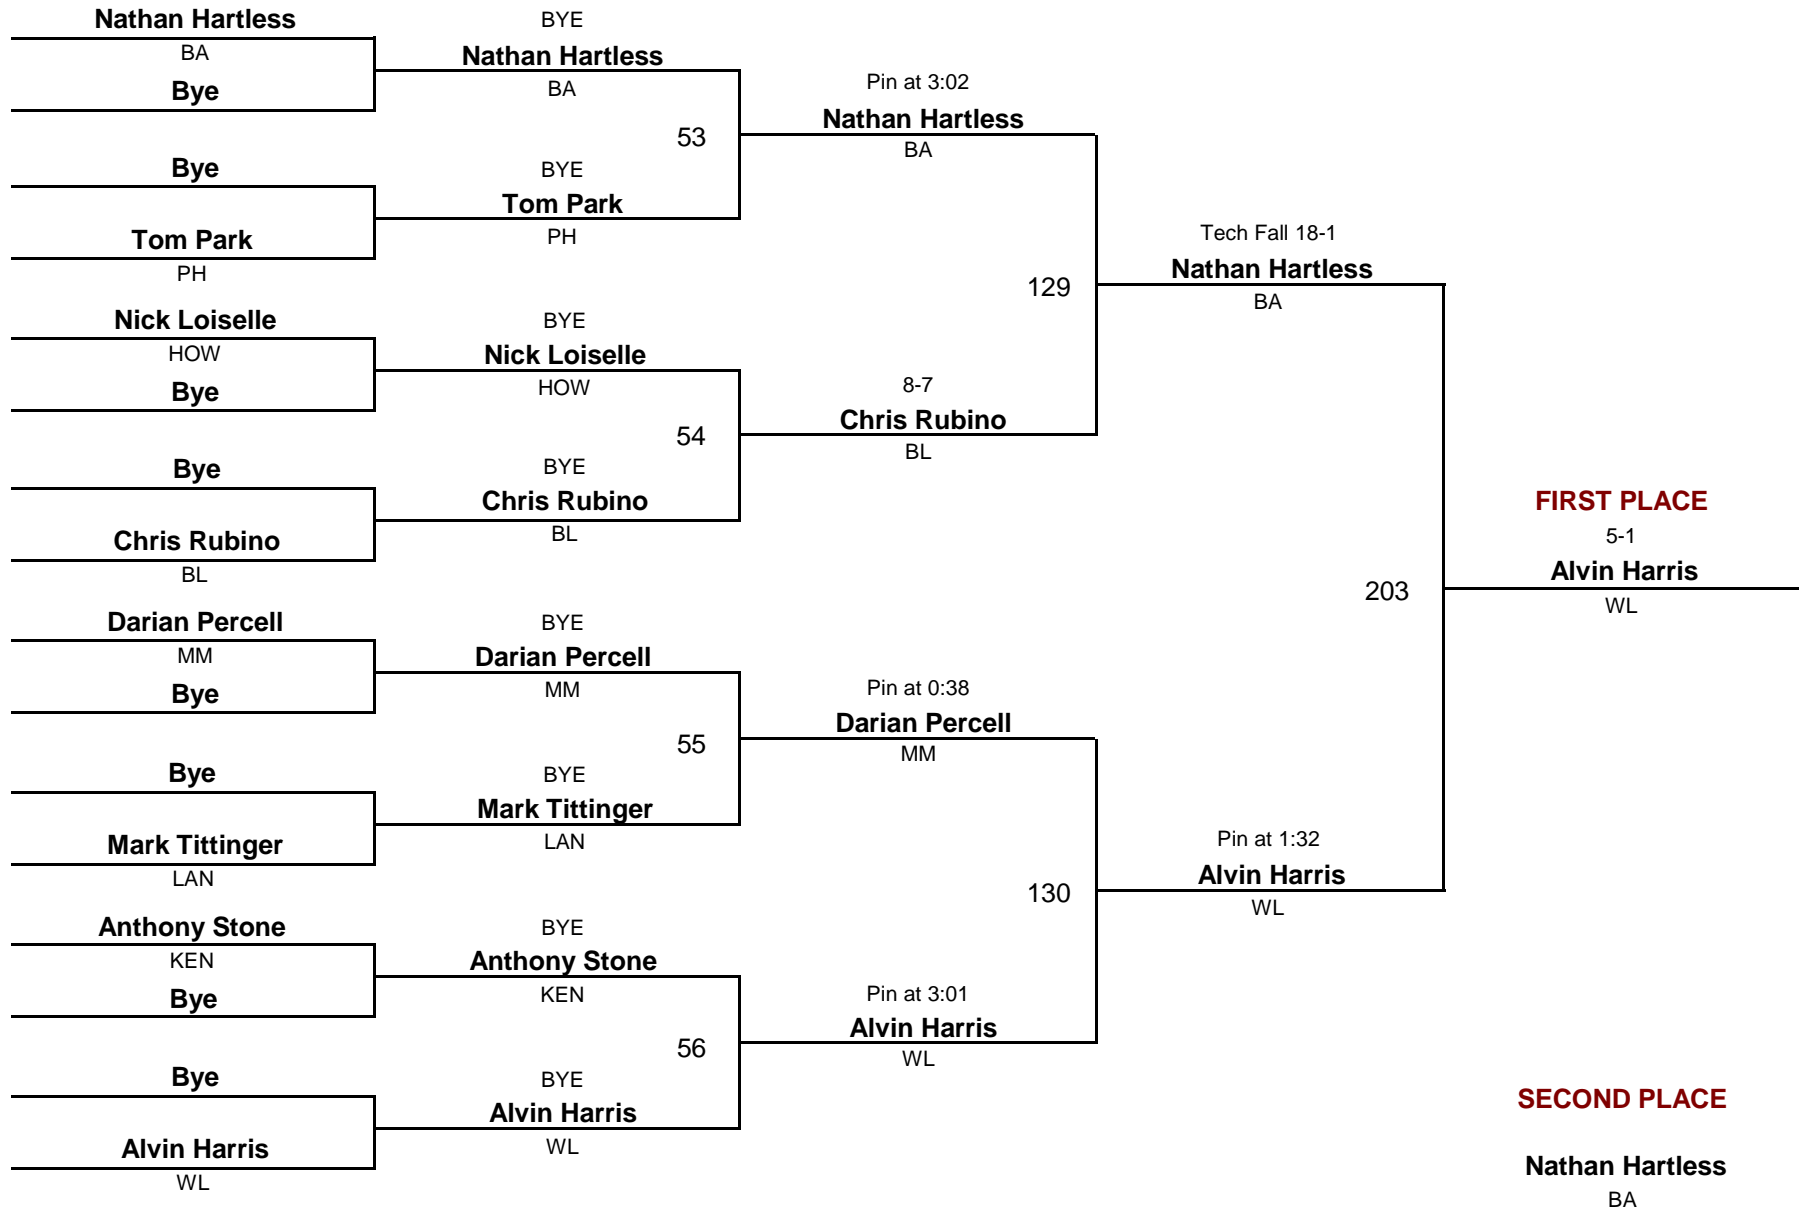 Nathan Hartless
BA
Bye
Bye
Tom Park
PH
Nick Loiselle
HOW
Bye
Bye
Chris Rubino
BL
Darian Percell
MM
Bye
Bye
Mark Tittinger
LAN
Anthony Stone
KEN
Bye
Bye
Alvin Harris
WL
BYE
Nathan Hartless
BA
53
BYE
Tom Park
PH
BYE
Nick Loiselle
HOW
54
BYE
Chris Rubino
BL
BYE
Darian Percell
MM
55
BYE
Mark Tittinger
LAN
BYE
Anthony Stone
KEN
56
BYE
Alvin Harris
WL
Pin at 3:02
Nathan Hartless
BA
129
8-7
Chris Rubino
BL
Pin at 0:38
Darian Percell
MM
130
Pin at 3:01
Alvin Harris
WL
Tech Fall 18-1
Nathan Hartless
BA
203
Pin at 1:32
Alvin Harris
WL
FIRST PLACE
5-1
Alvin Harris
WL
SECOND PLACE
Nathan Hartless
BA